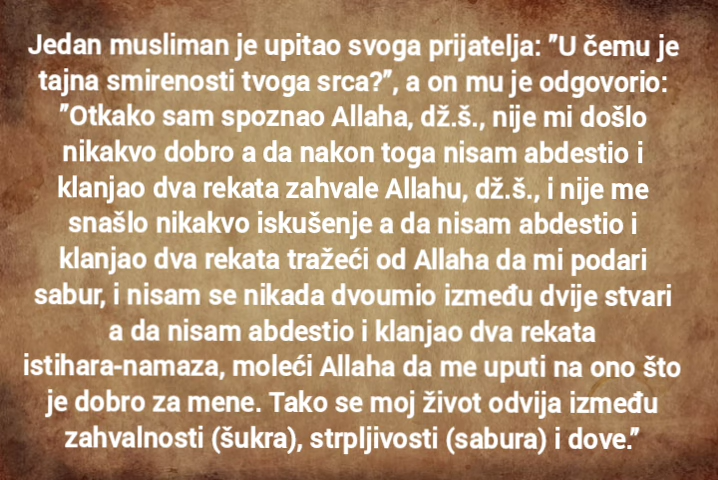 Jedan musliman je upitao svoga prijatelja: "U čemu je
tajna smirenosti tvoga srca?", a on mu je odgovorio:
"Otkako sam spoznao Allaha, dž.š., nije mi došlo
nikakvo dobro a da nakon toga nisam abdestio i
klanjao dva rekata zahvale Allahu, dž.š., i nije me
snašlo nikakvo iskušenje a da nisam abdestio i
klanjao dva rekata tražeći od Allaha da mi podari
sabur, i nisam se nikada dvoumio između dvije stvari
a da nisam abdestio i klanjao dva rekata
istihara-namaza, moleći Allaha da me uputi na ono što
je dobro za mene. Tako se moj život odvija između
zahvalnosti (šukra), strpljivosti (sabura) i dove."